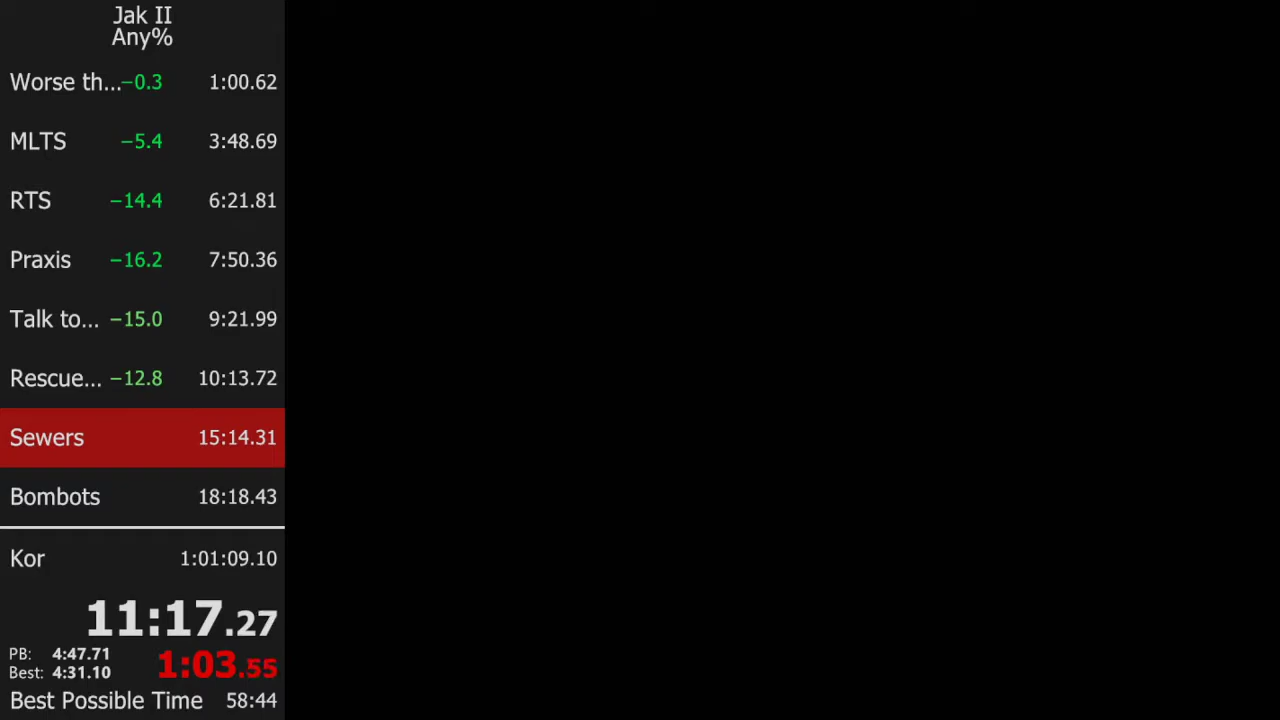 Jak II
Any%
Worse th... −0.3 1:00.62
MLTS −5.4 3:48.69
RTS −14.4 6:21.81
Praxis −16.2 7:50.36
Talk to... −15.0 9:21.99
Rescue... −12.8 10:13.72
Sewers 15:14.31
Bombots 18:18.43
Kor 1:01:09.10
11:17.27
PB: 4:47.71 1:03.55
Best: 4:31.10
Best Possible Time 58:44